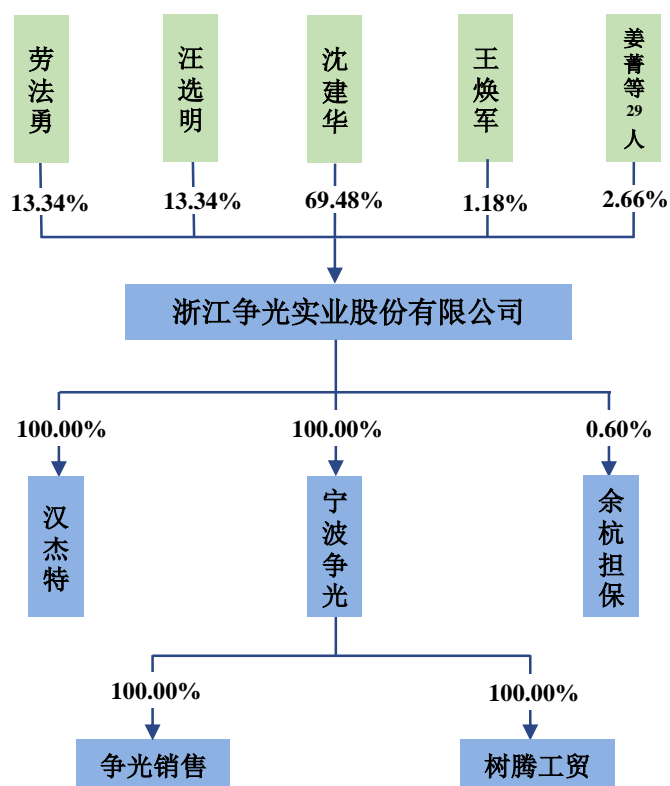 劳法勇
汪选明
沈建华
王焕军
姜菁等29人
13.34%
13.34%
69.48%
1.18%
2.66%
浙江争光实业股份有限公司
100.00%
100.00%
0.60%
汉杰特
宁波争光
余杭担保
100.00%
100.00%
争光销售
树腾工贸